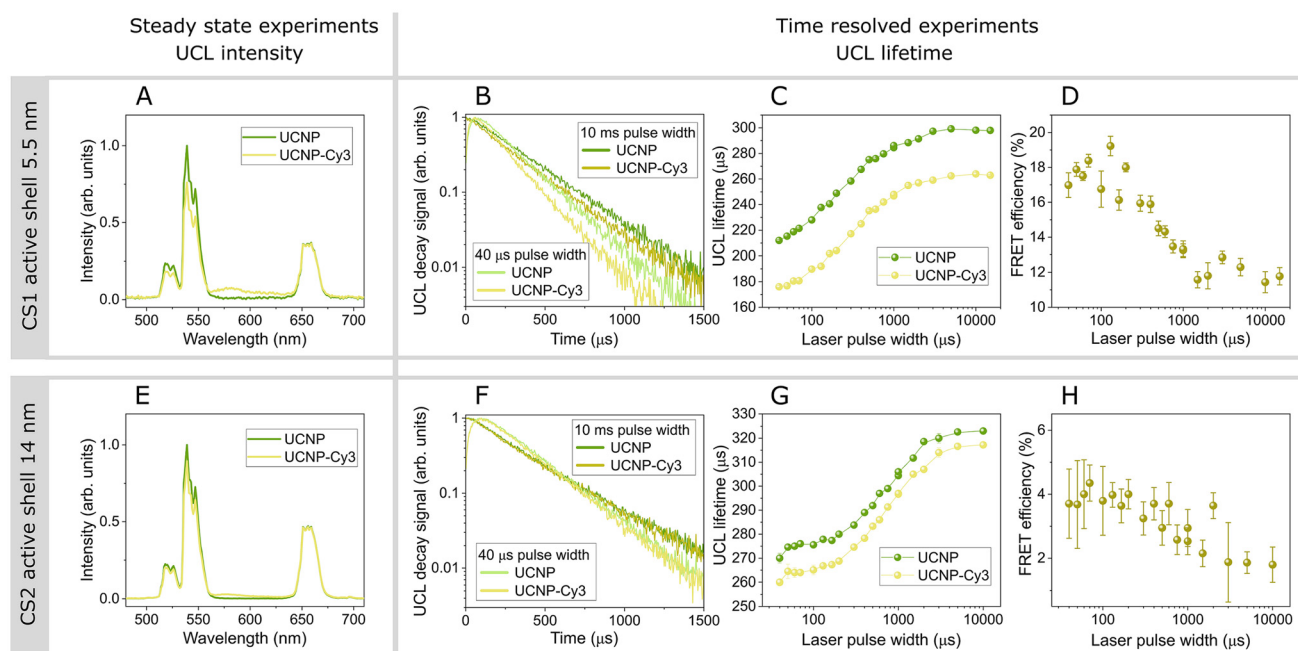 Steady state experiments
UCL intensity
Time resolved experiments
UCL lifetime
CS1 active shell 5.5 nm
A
UCNP
UCNP-Cy3
Intensity (arb. units)
1.0
0.5
0.0
500
550
600
650
700
Wavelength (nm)
B
10 ms pulse width
UCNP
UCNP-Cy3
40 μs pulse width
UCNP
UCNP-Cy3
UCL decay signal (arb. units)
1
0.1
0.01
0
500
1000
1500
Time (μs)
C
UCL lifetime (μs)
300
280
260
240
220
200
180
160
UCNP
UCNP-Cy3
100
1000
10000
Laser pulse width (μs)
D
FRET efficiency (%)
20
18
16
14
12
10
100
1000
10000
Laser pulse width (μs)
CS2 active shell 14 nm
E
UCNP
UCNP-Cy3
Intensity (arb. units)
1.0
0.5
0.0
500
550
600
650
700
Wavelength (nm)
F
10 ms pulse width
UCNP
UCNP-Cy3
40 μs pulse width
UCNP
UCNP-Cy3
UCL decay signal (arb. units)
1
0.1
0.01
0
500
1000
1500
Time (μs)
G
UCL lifetime (μs)
330
320
310
300
290
280
270
260
250
UCNP
UCNP-Cy3
100
1000
10000
Laser pulse width (μs)
H
FRET efficiency (%)
6
4
2
100
1000
10000
Laser pulse width (μs)